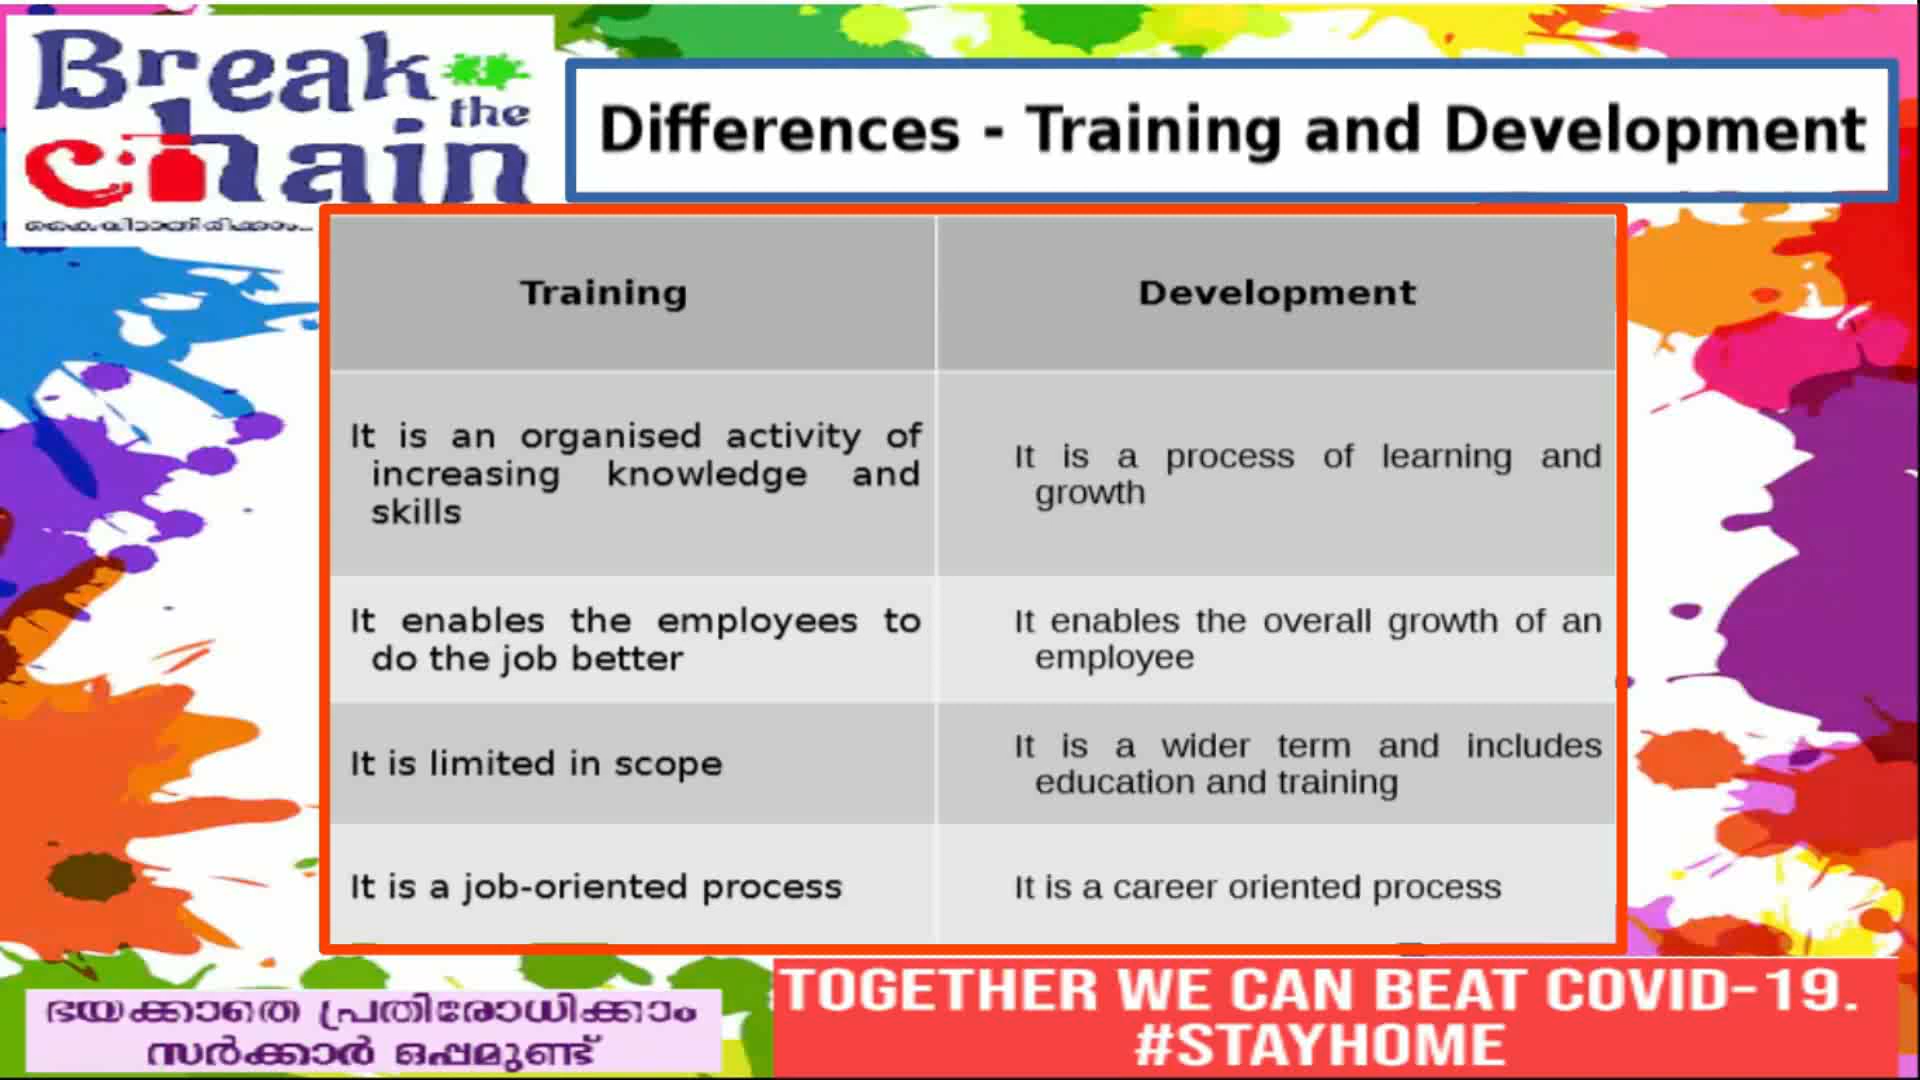 Break
the
chain
കൈവിടാതിരിക്കാം..
Differences - Training and Development
Training
Development
It is an organised activity of
increasing knowledge and
skills
It is a process of learning and
growth
It enables the employees to
do the job better
It enables the overall growth of an
employee
It is limited in scope
It is a wider term and includes
education and training
It is a job-oriented process
It is a career oriented process
ഭയക്കാതെ പ്രതിരോധിക്കാം
സർക്കാർ ഒപ്പമുണ്ട്
TOGETHER WE CAN BEAT COVID-19.
#STAYHOME